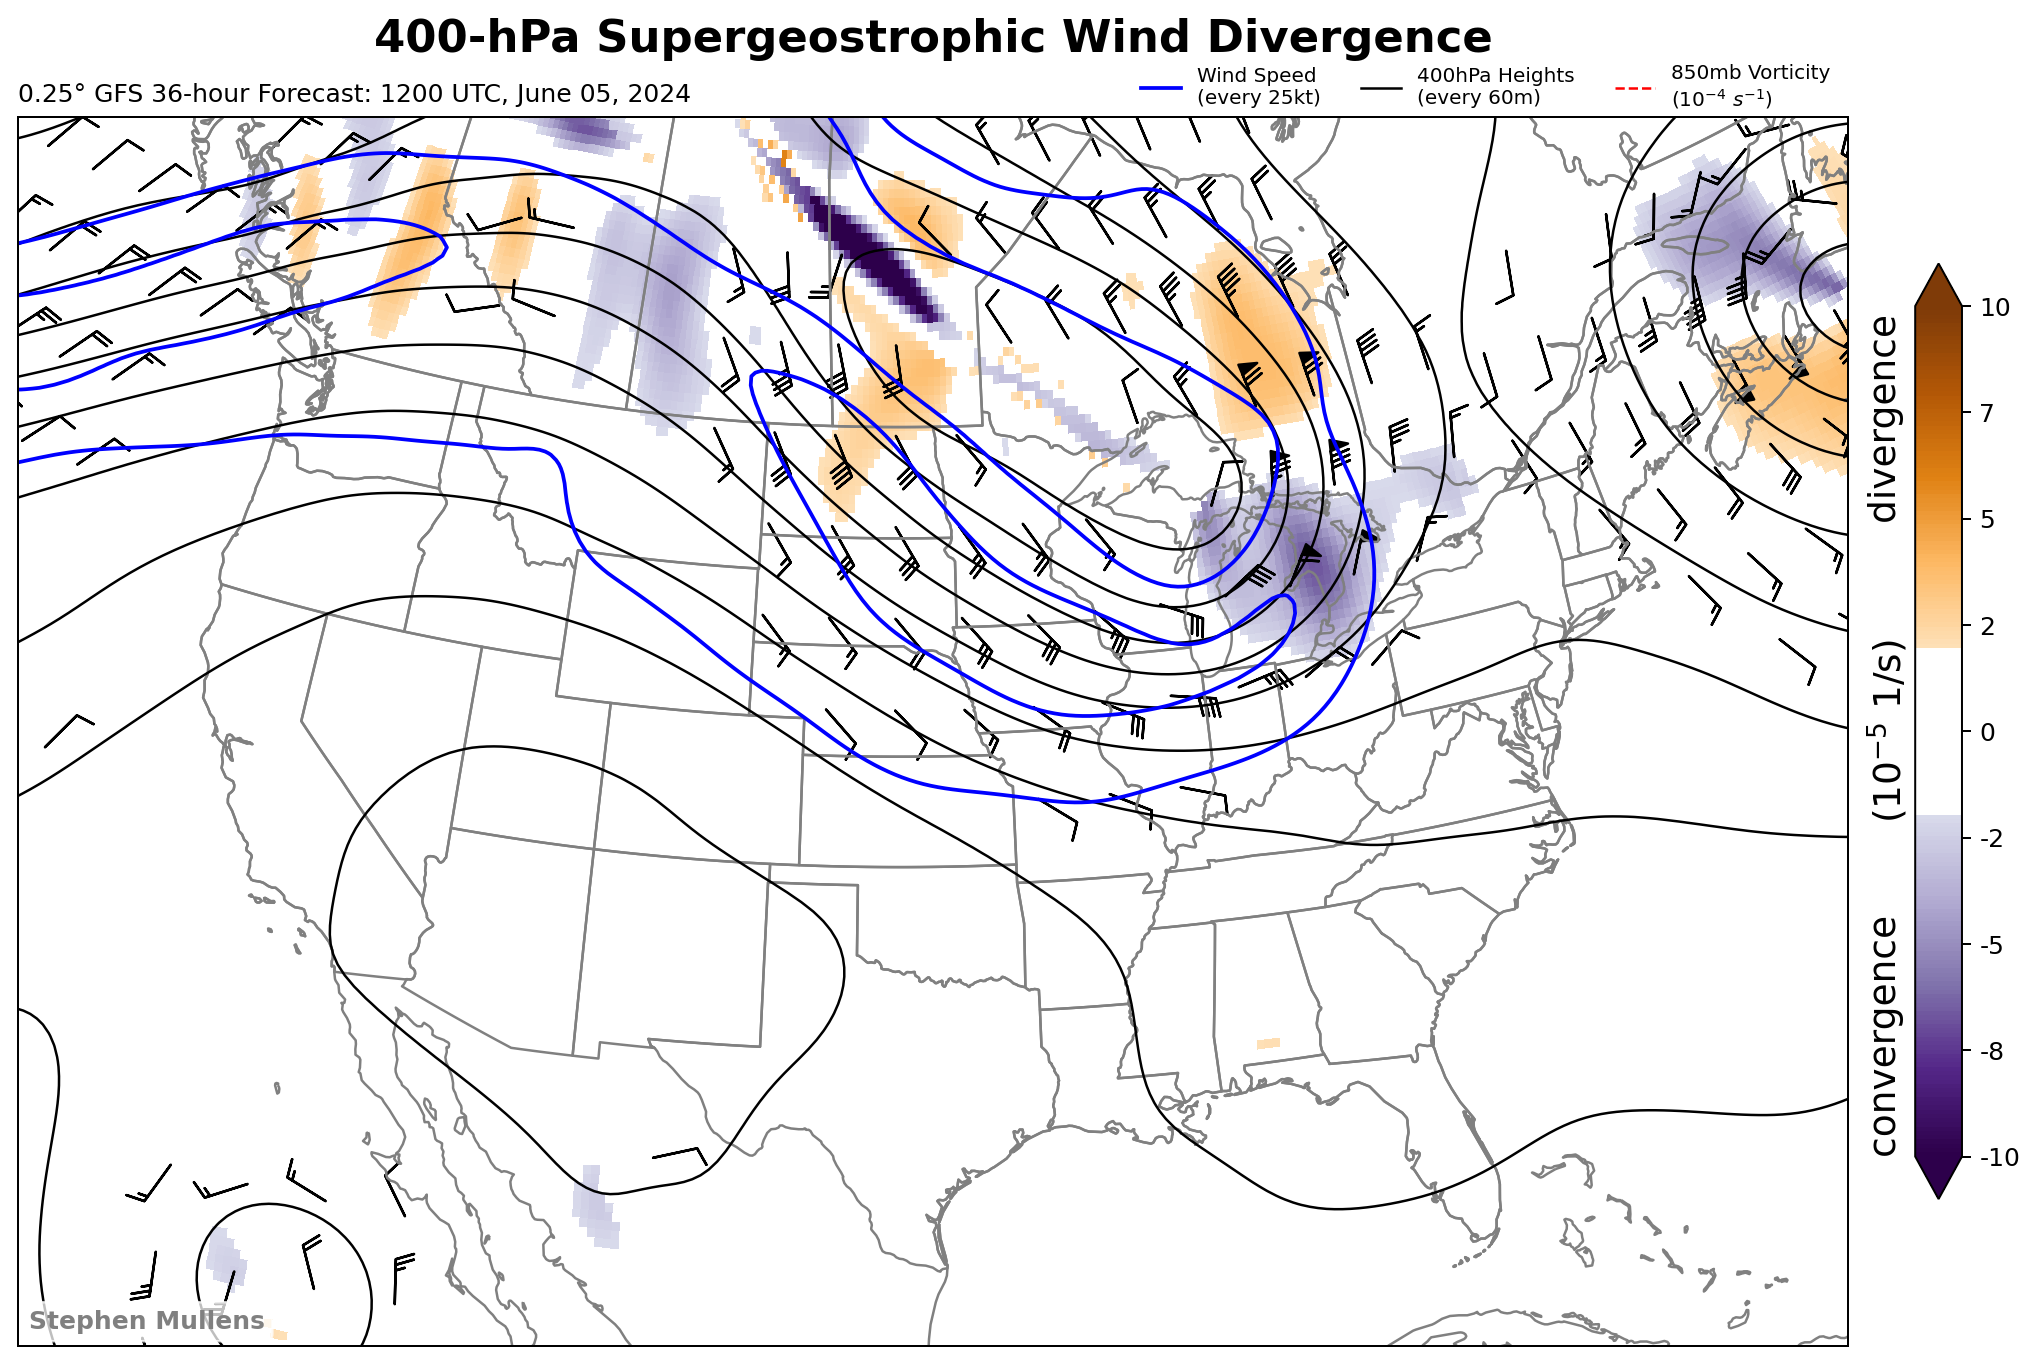 400-hPa Supergeostrophic Wind Divergence
0.25° GFS 36-hour Forecast: 1200 UTC, June 05, 2024
Wind Speed
(every 25kt)
400hPa Heights
(every 60m)
850mb Vorticity
(10⁻⁴ s⁻¹)
10
7
5
2
0
-2
-5
-8
-10
convergence (10⁻⁵ 1/s) divergence
Stephen Mullens